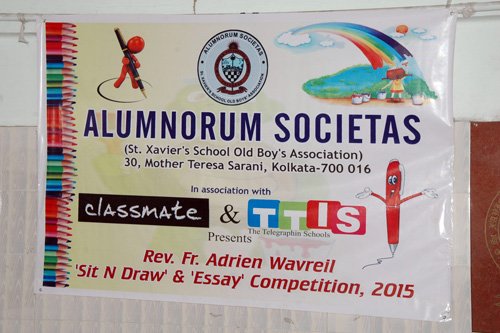 ALUMNORUM SOCIETAS
ST. XAVIER'S SCHOOL OLD BOYS' ASSOCIATION
ALUMNORUM SOCIETAS
(St. Xavier's School Old Boy's Association)
30, Mother Teresa Sarani, Kolkata-700 016
In association with
classmate & TTIS
The Telegraphin Schools
Presents
Rev. Fr. Adrien Wavreil
'Sit N Draw' & 'Essay' Competition, 2015